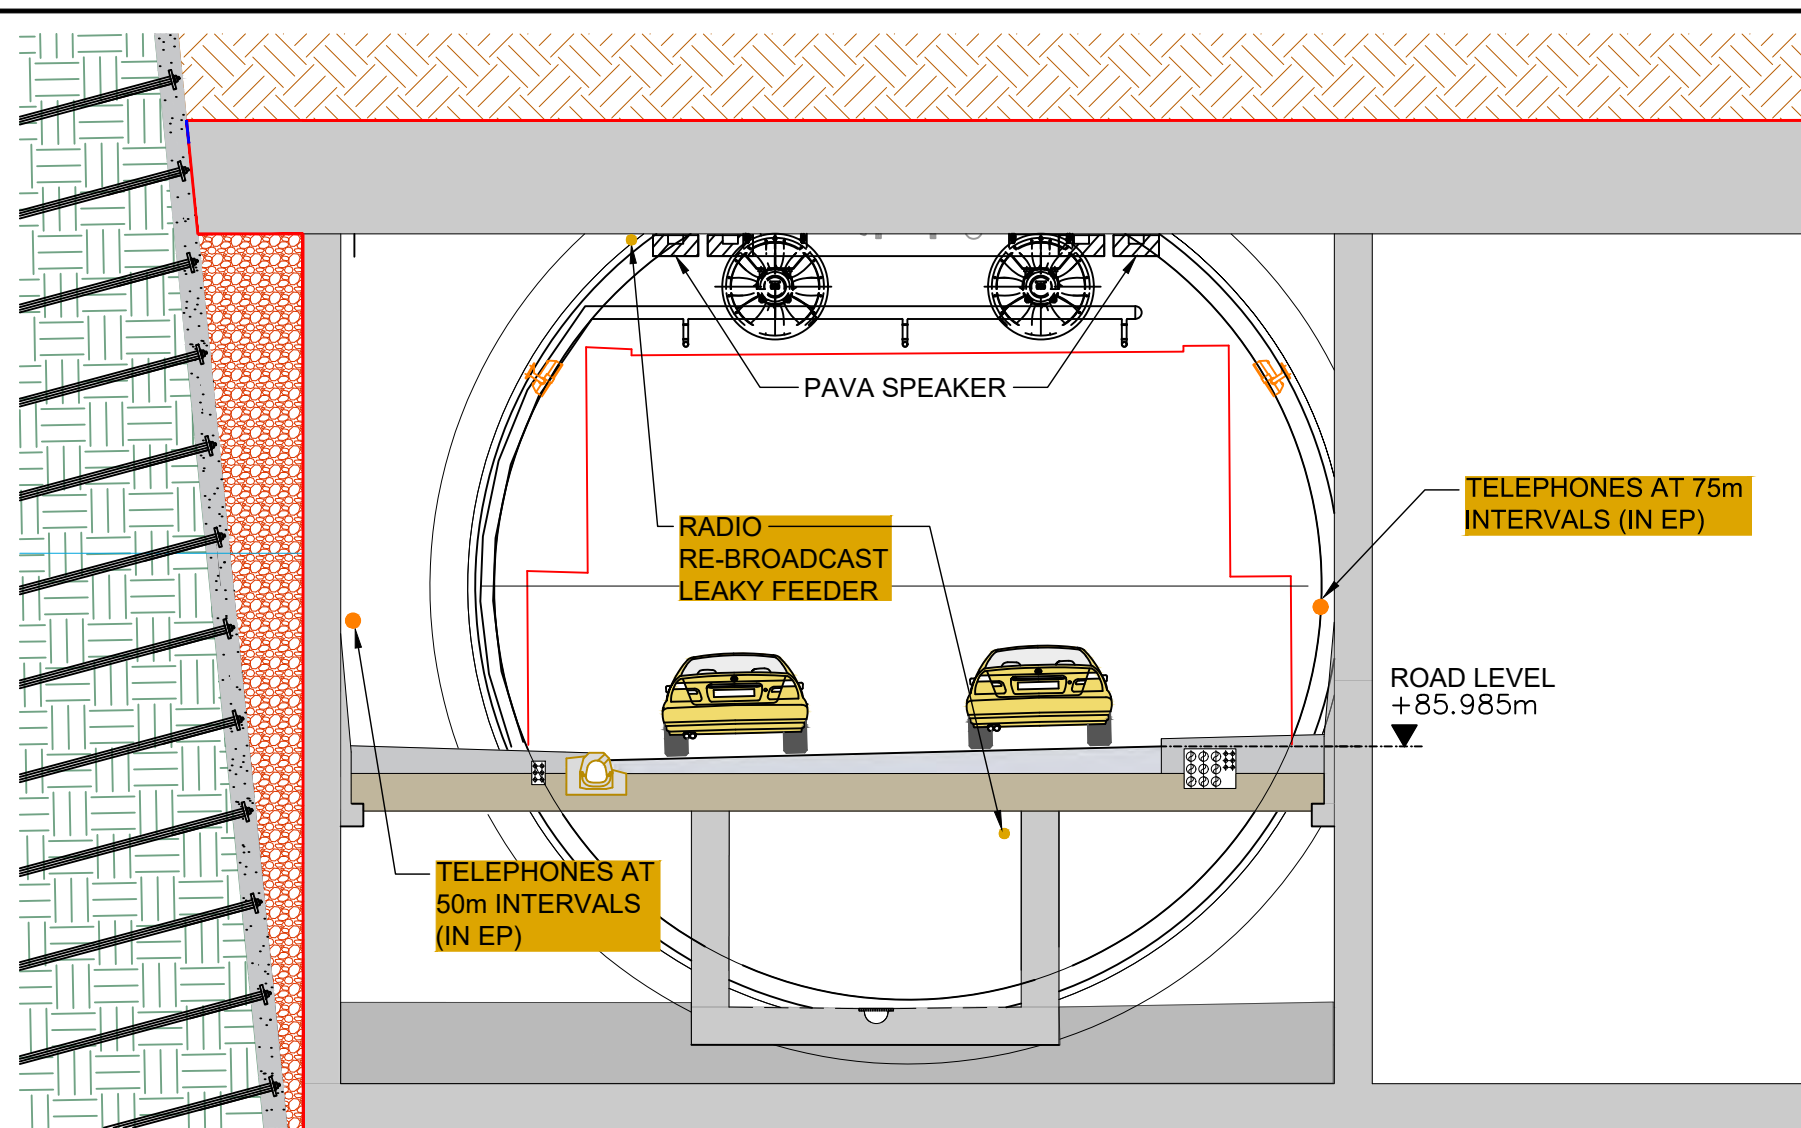 PAVA SPEAKER
TELEPHONES AT 75m
INTERVALS (IN EP)
RADIO
RE-BROADCAST
LEAKY FEEDER
ROAD LEVEL
+85.985m
TELEPHONES AT
50m INTERVALS
(IN EP)